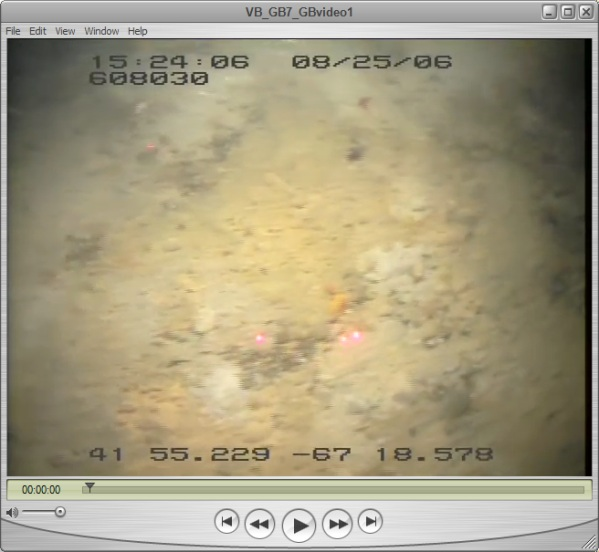 VB_GB7_GBvideo1
File Edit View Window Help
15:24:06 08/25/06
608030
41 55.229 -67 18.578
00:00:00